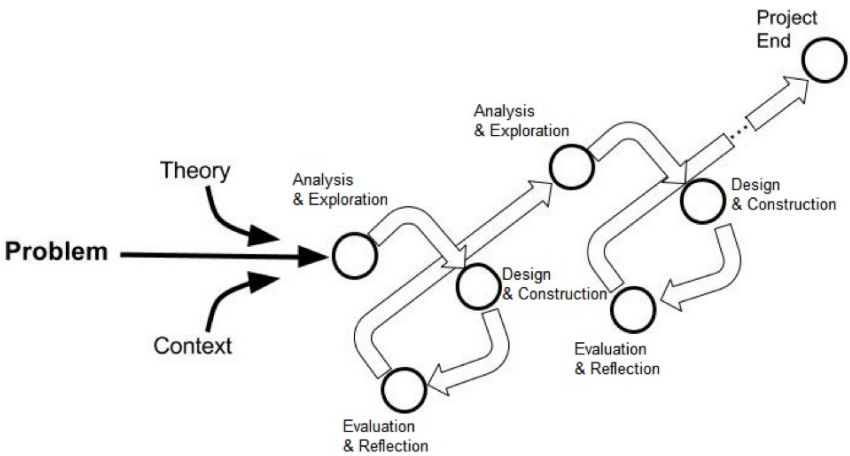 Project
End
Analysis
& Exploration
Theory
Analysis
& Exploration
Design
& Construction
Problem
Design
& Construction
Context
Evaluation
& Reflection
Evaluation
& Reflection